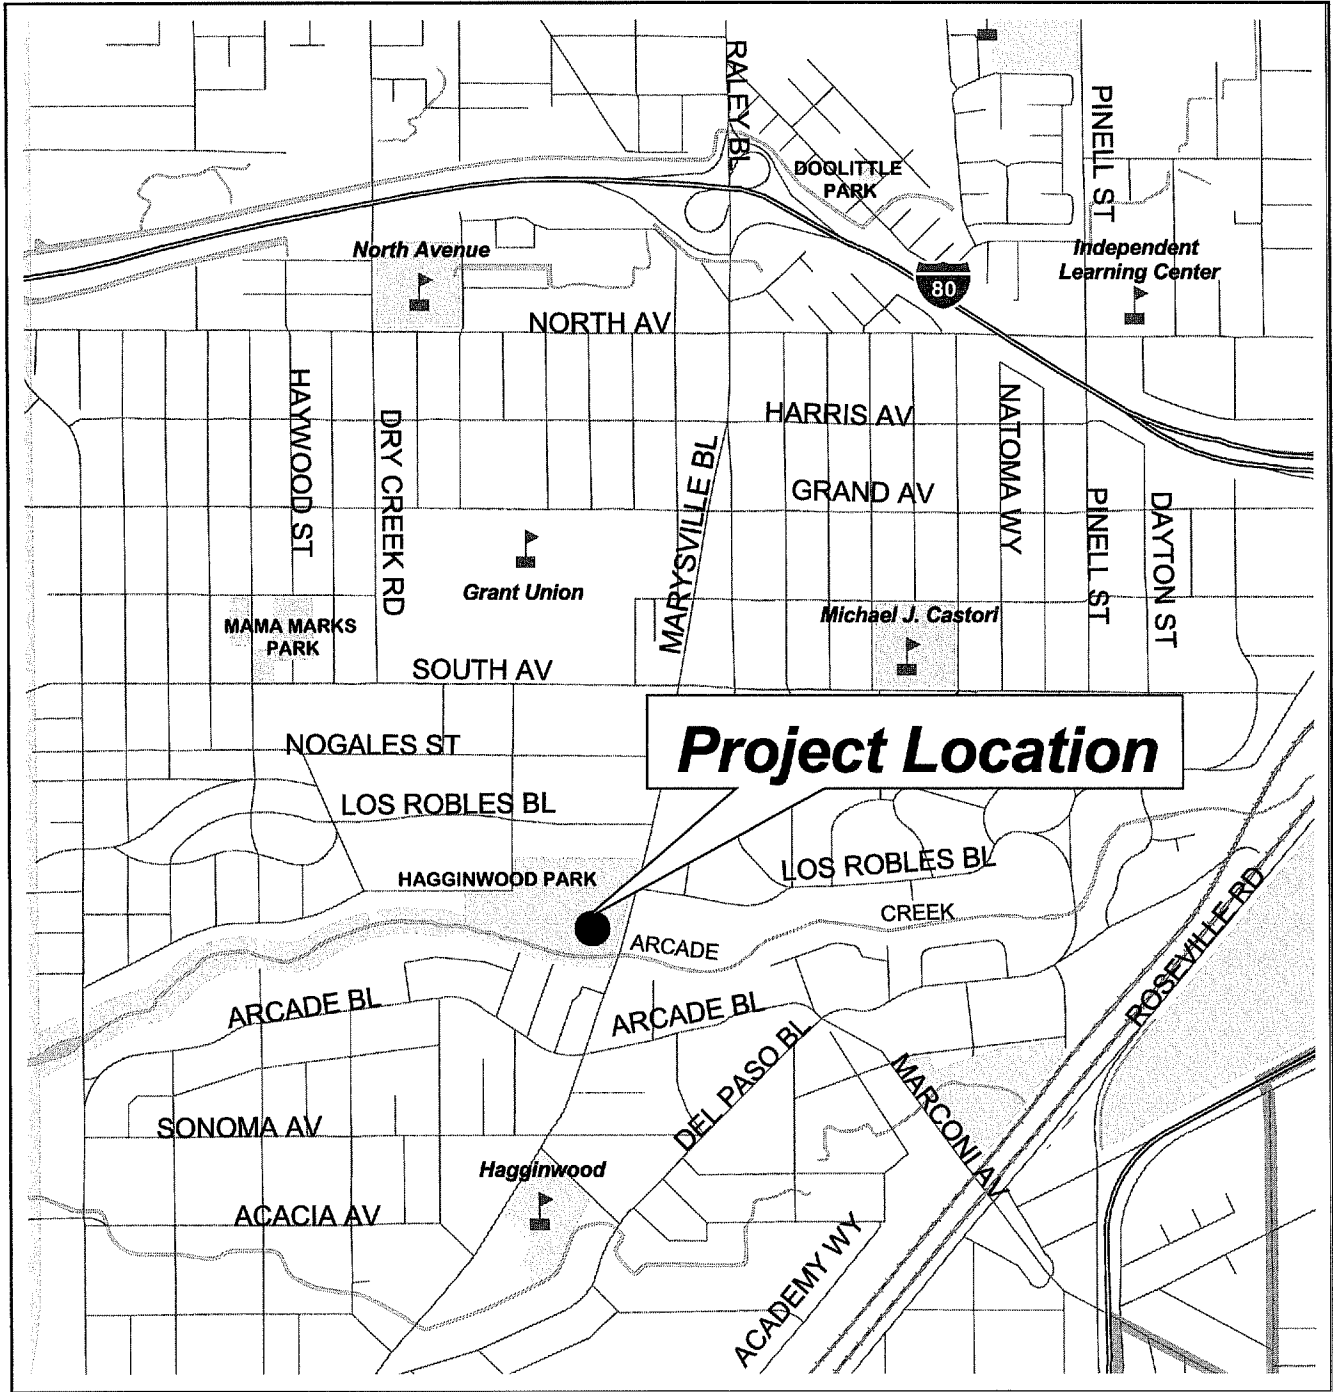 RALEY BL
PINELL ST
DOOLITTLE
PARK
North Avenue
Independent
Learning Center
80
NORTH AV
HAYWOOD ST
DRY CREEK RD
HARRIS AV
NATOMA WY
MARYSVILLE BL
GRAND AV
PINELL ST
DAYTON ST
Grant Union
MAMA MARKS
PARK
Michael J. Castori
SOUTH AV
Project Location
NOGALES ST
LOS ROBLES BL
LOS ROBLES BL
HAGGINWOOD PARK
CREEK
ARCADE
ROSEVILLE RD
ARCADE BL
ARCADE BL
DEL PASO BL
MARCONI AV
SONOMA AV
Hagginwood
ACACIA AV
ACADEMY WY